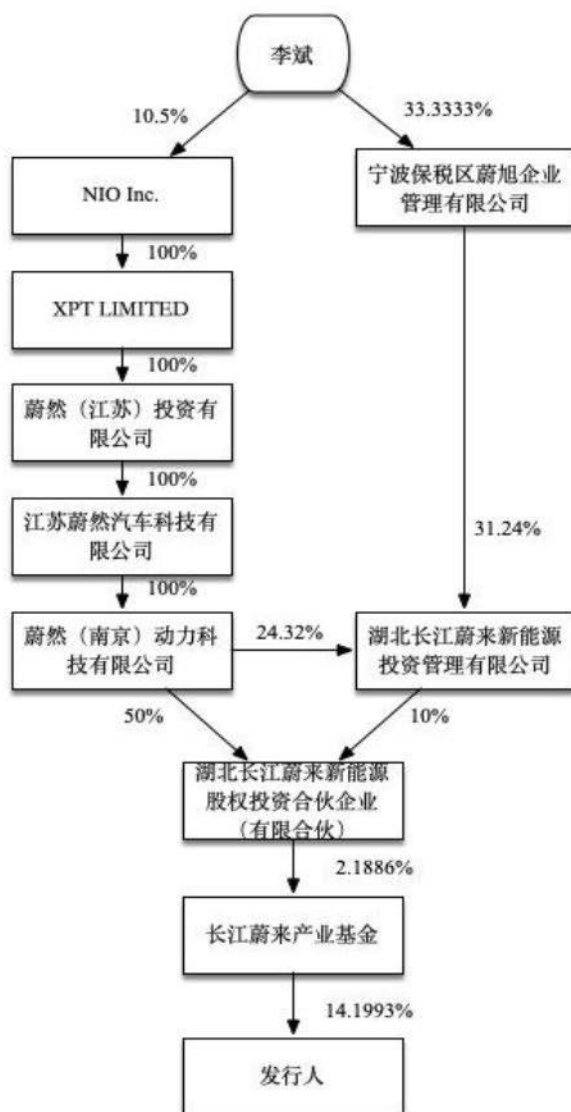 李斌
10.5%
33.3333%
NIO Inc.
宁波保税区蔚旭企业
管理有限公司
100%
XPT LIMITED
100%
蔚然（江苏）投资有
限公司
100%
江苏蔚然汽车科技有
限公司
31.24%
100%
蔚然（南京）动力科
技有限公司
24.32%
湖北长江蔚来新能源
投资管理有限公司
50%
10%
湖北长江蔚来新能源
股权投资合伙企业
（有限合伙）
2.1886%
长江蔚来产业基金
14.1993%
发行人